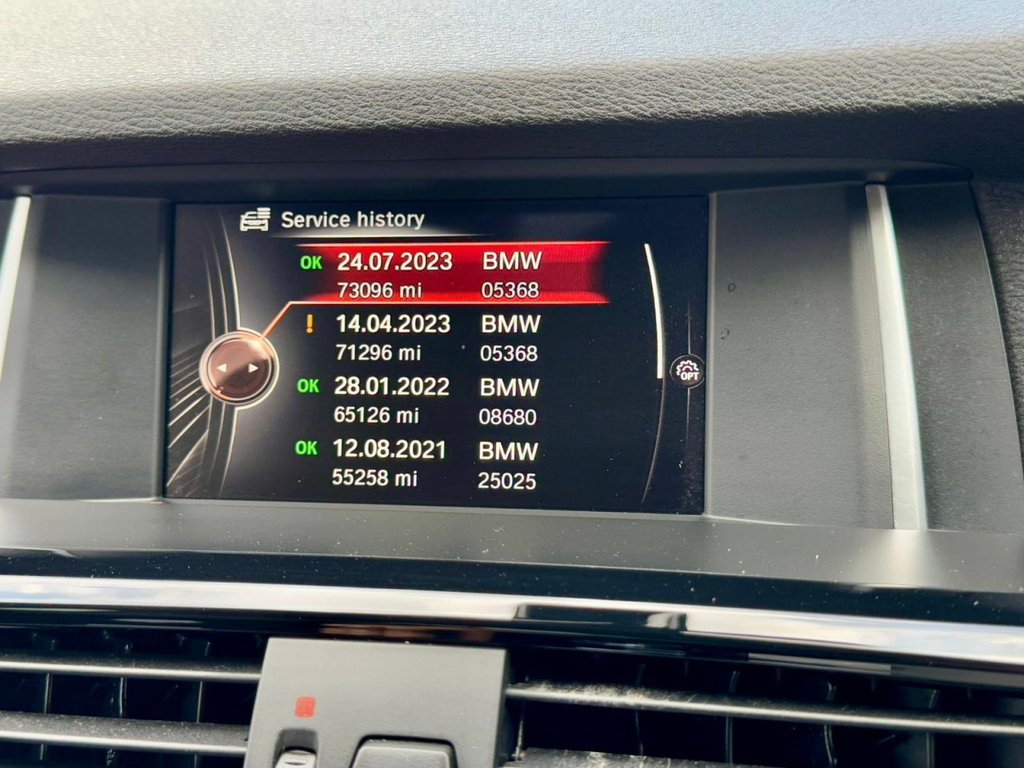 Service history
OK 24.07.2023 BMW
73096 mi 05368
! 14.04.2023 BMW
71296 mi 05368
OPT
OK 28.01.2022 BMW
65126 mi 08680
OK 12.08.2021 BMW
55258 mi 25025